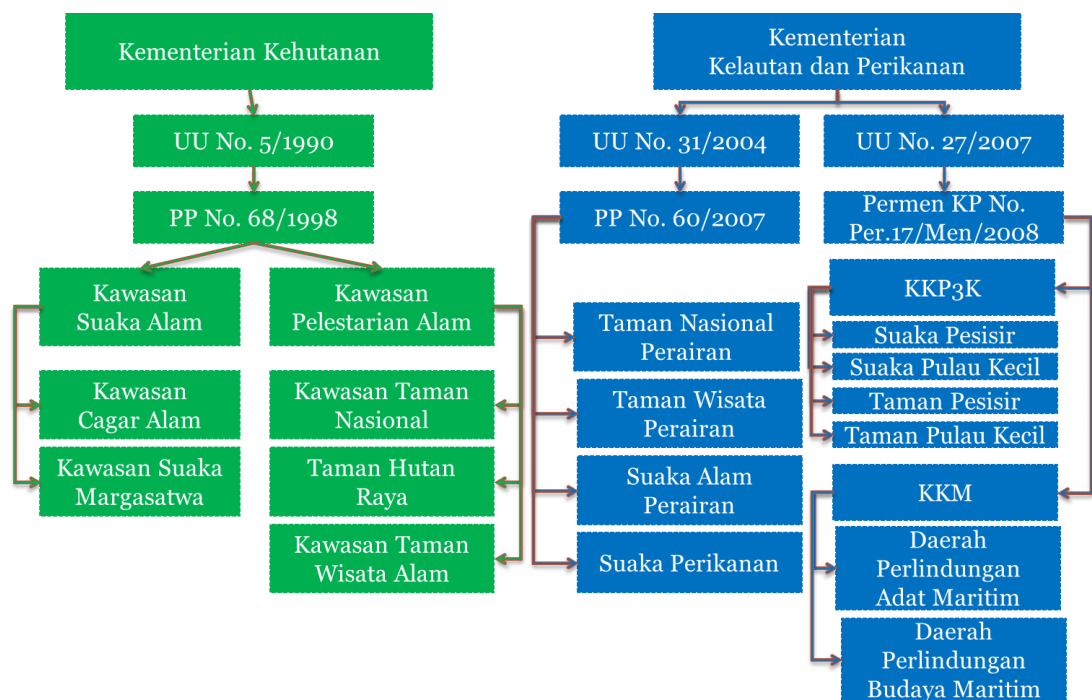 Kementerian Kehutanan
UU No. 5/1990
PP No. 68/1998
Kawasan
Suaka Alam
Kawasan
Cagar Alam
Kawasan Suaka
Margasatwa
Kawasan
Pelestarian Alam
Kawasan Taman
Nasional
Taman Hutan
Raya
Kawasan Taman
Wisata Alam
Kementerian
Kelautan dan Perikanan
UU No. 31/2004
PP No. 60/2007
Taman Nasional
Perairan
Taman Wisata
Perairan
Suaka Alam
Perairan
Suaka Perikanan
UU No. 27/2007
Permen KP No.
Per.17/Men/2008
KKP3K
Suaka Pesisir
Suaka Pulau Kecil
Taman Pesisir
Taman Pulau Kecil
KKM
Daerah
Perlindungan
Adat Maritim
Daerah
Perlindungan
Budaya Maritim